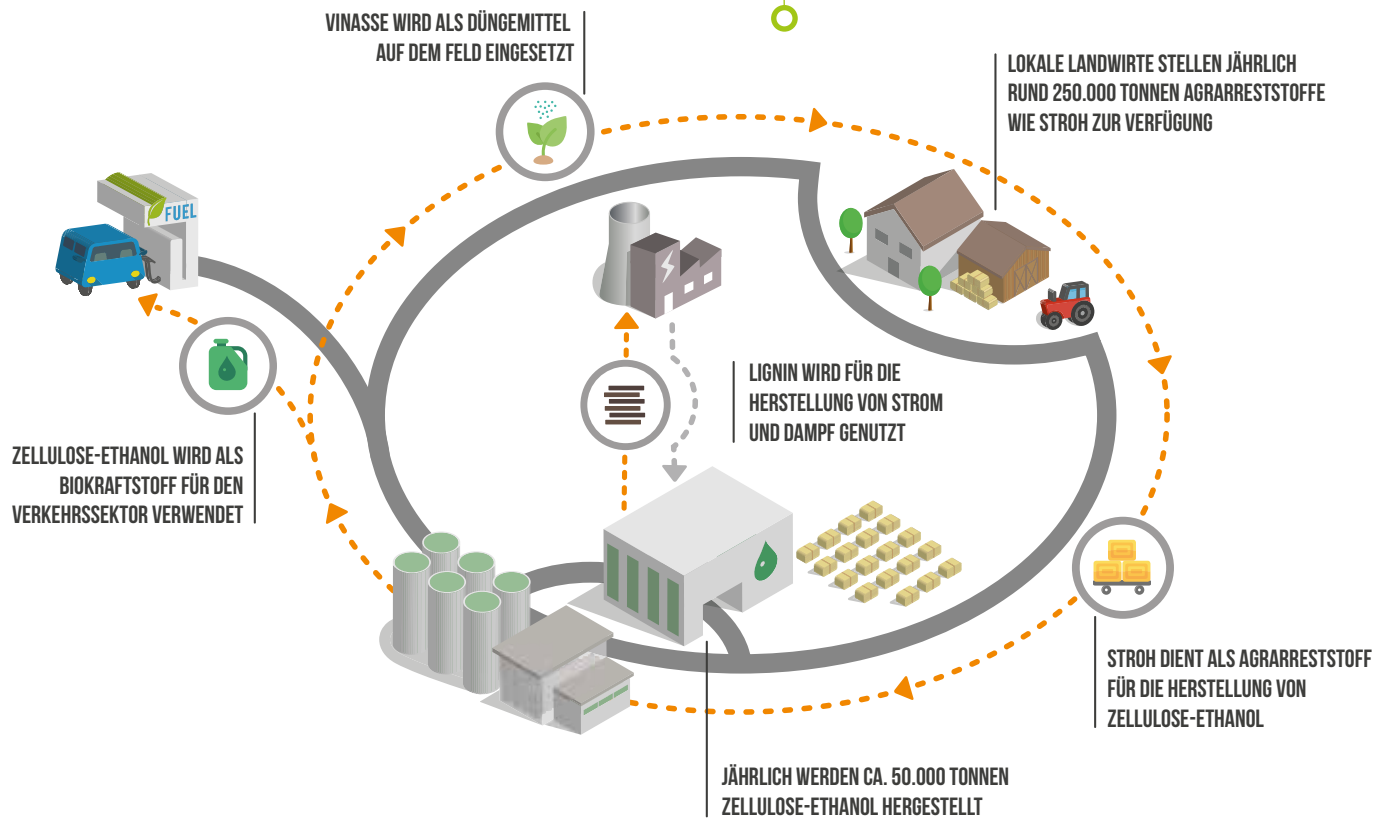 VINASSE WIRD ALS DÜNGEMITTEL
AUF DEM FELD EINGESETZT
LOKALE LANDWIRTE STELLEN JÄHRLICH
RUND 250.000 TONNEN AGRARRESTSTOFFE
WIE STROH ZUR VERFÜGUNG
FUEL
LIGNIN WIRD FÜR DIE
HERSTELLUNG VON STROM
UND DAMPF GENUTZT
ZELLULOSE-ETHANOL WIRD ALS
BIOKRAFTSTOFF FÜR DEN
VERKEHRSSEKTOR VERWENDET
STROH DIENT ALS AGRARRESTSTOFF
FÜR DIE HERSTELLUNG VON
ZELLULOSE-ETHANOL
JÄHRLICH WERDEN CA. 50.000 TONNEN
ZELLULOSE-ETHANOL HERGESTELLT